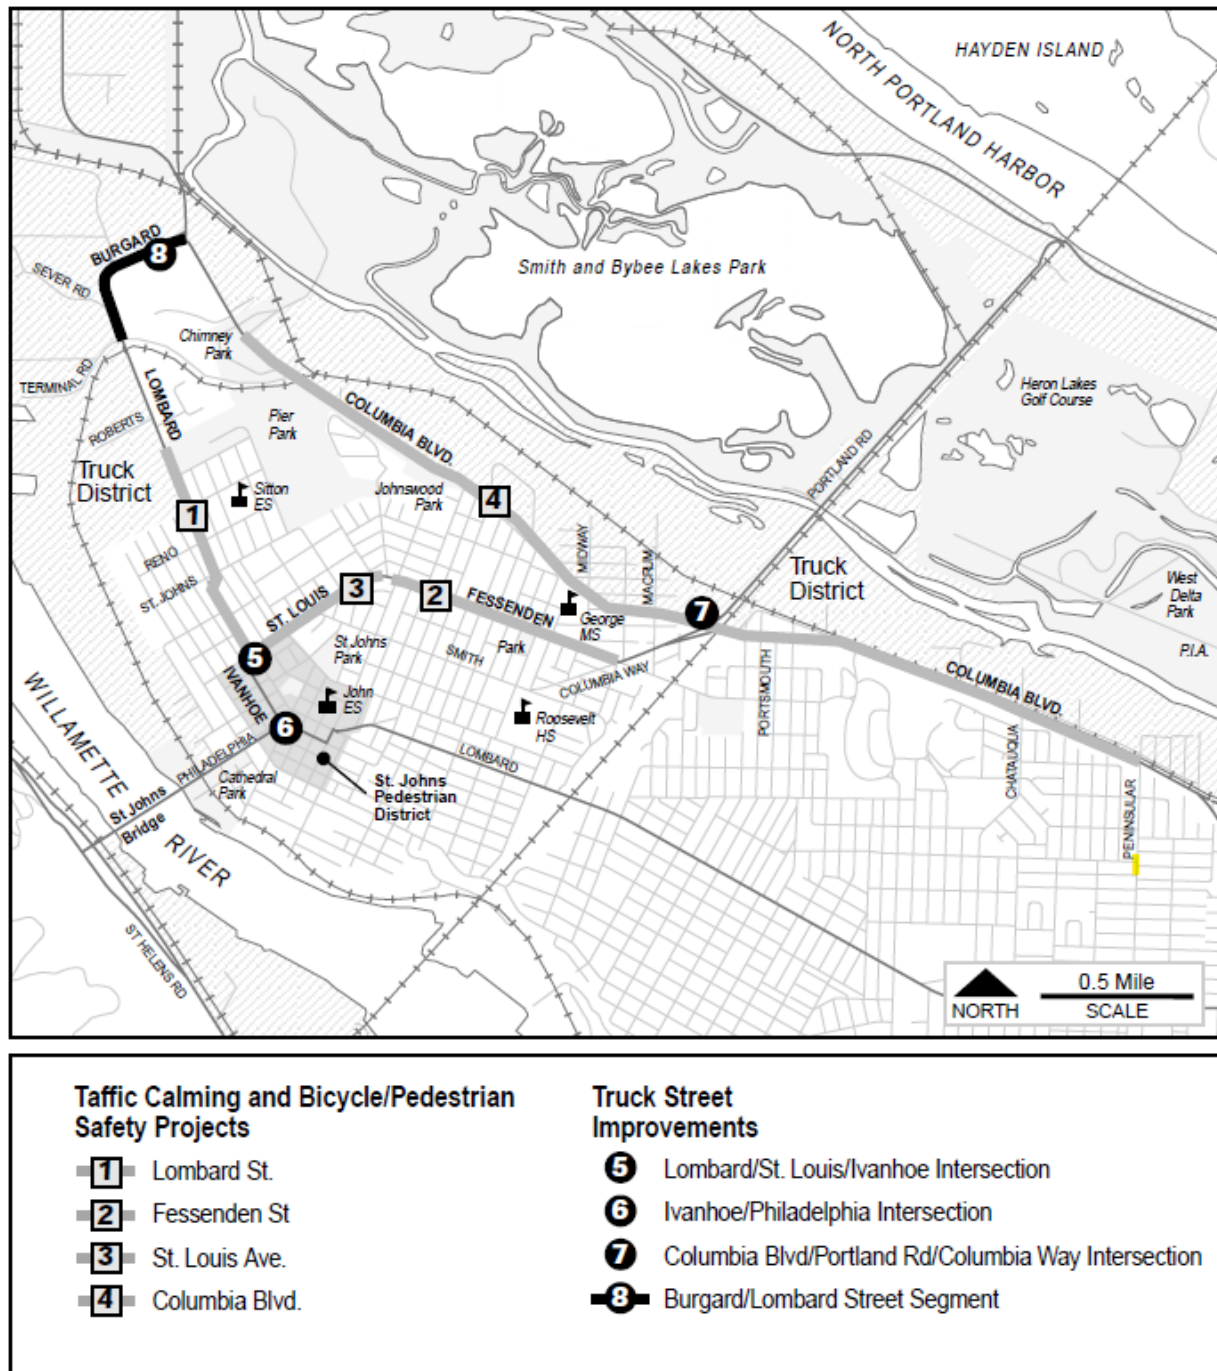 HAYDEN ISLAND
NORTH PORTLAND HARBOR
BURGARD
8
SEVER RD
Smith and Bybee Lakes Park
Chimney
Park
TERMINAL RD
LOMBARD
ROBERTS
Pier
Park
COLUMBIA BLVD.
Heron Lakes
Golf Course
PORTLAND RD
Truck
District
Sitton
ES
Johnswood
Park
4
1
RENO
ST. JOHNS
MIDWAY
MACRUM
Truck
District
West
Delta
Park
P.I.A.
3
2
ST. LOUIS
FESSENDEN
George
MS
7
5
St Johns
Park
SMITH
Park
COLUMBIA WAY
COLUMBIA BLVD.
PORTSMOUTH
IVANHOE
John
ES
Roosevelt
HS
6
WILLAMETTE
RIVER
PHILADELPHIA
LOMBARD
CHATAUQUA
PENINSULAR
Cathedral
Park
St. Johns
Pedestrian
District
St Johns
Bridge
ST HELENS RD
NORTH
0.5 Mile
SCALE
Taffic Calming and Bicycle/Pedestrian
Safety Projects
1 Lombard St.
2 Fessenden St
3 St. Louis Ave.
4 Columbia Blvd.
Truck Street
Improvements
5 Lombard/St. Louis/Ivanhoe Intersection
6 Ivanhoe/Philadelphia Intersection
7 Columbia Blvd/Portland Rd/Columbia Way Intersection
8 Burgard/Lombard Street Segment